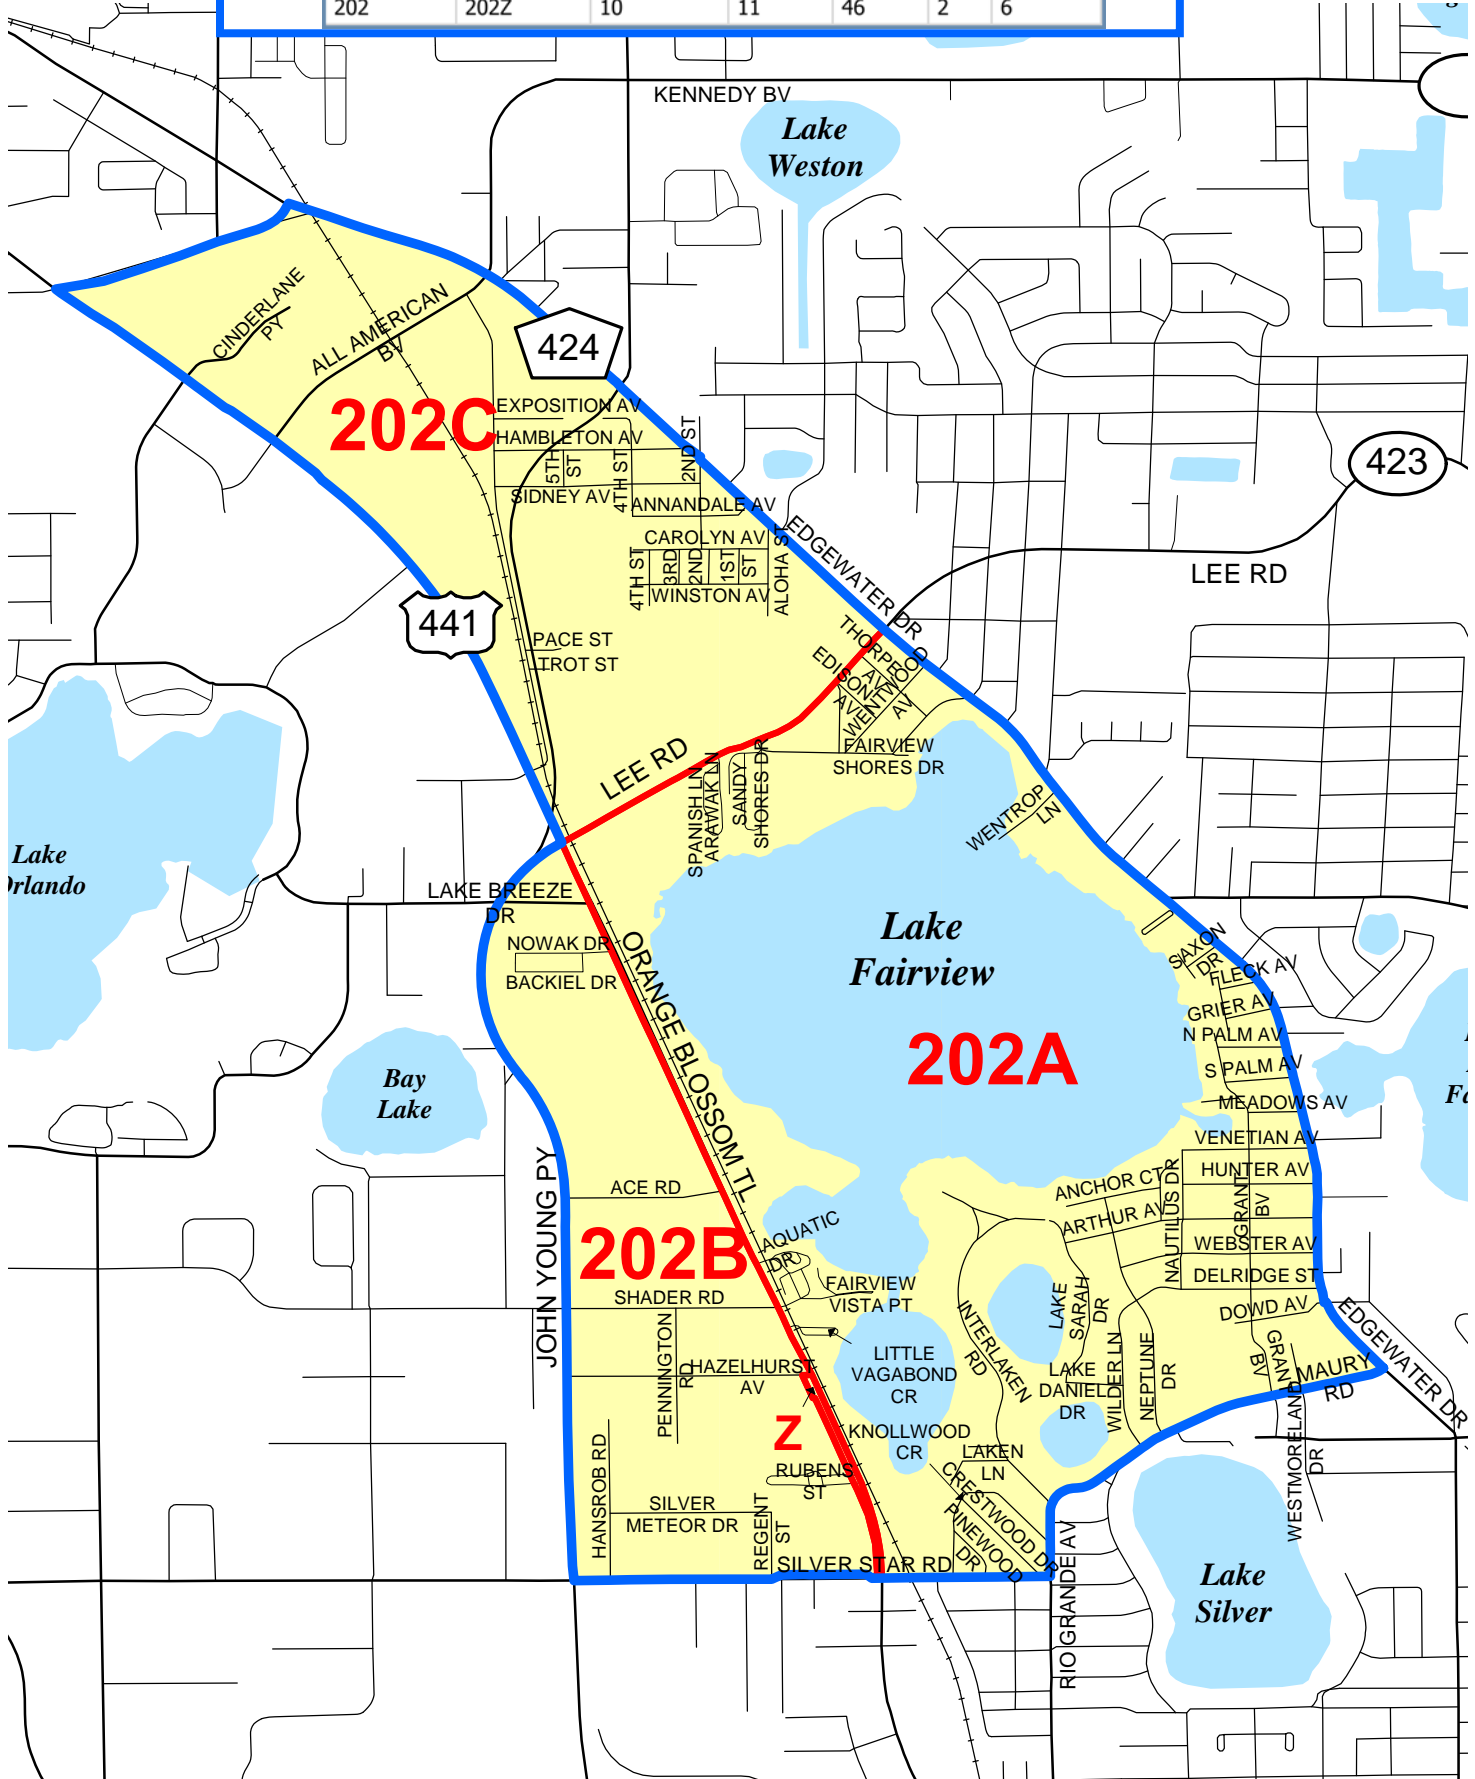 202 202Z 10 11 46 2 6
KENNEDY BV
Lake
Weston
CINDERLANE
PY
ALL AMERICAN
BV
424
202C
EXPOSITION AV
HAMBLETON AV
5TH
ST
4TH ST
2ND ST
SIDNEY AV
ANNANDALE AV
423
CAROLYN AV
4TH ST
3RD
2ND
1ST
ST
ALOHA ST
WINSTON AV
EDGEWATER DR
LEE RD
441
PACE ST
TROT ST
THORPE
AV
EDISON
AV
WENTWOOD
AV
FAIRVIEW
SHORES DR
LEE RD
SPANISH LN
ARAWAK LN
SANDY
SHORES DR
WENTROP
LN
Lake
Orlando
LAKE BREEZE
DR
NOWAK DR
BACKIEL DR
ORANGE BLOSSOM TL
Lake
Fairview
202A
SAXON
DR
FLECK AV
GRIER AV
N PALM AV
S PALM AV
MEADOWS AV
VENETIAN AV
HUNTER AV
Bay
Lake
JOHN YOUNG PY
ACE RD
202B
ANCHOR CT
ARTHUR AV
NAUTILUS DR
GRANT
BV
WEBSTER AV
DELRIDGE ST
DOWD AV
AQUATIC
DR
FAIRVIEW
VISTA PT
SHADER RD
PENNINGTON
RD
HAZELHURST
AV
Z
LITTLE
VAGABOND
CR
INTERLAKEN
RD
LAKE
SARAH
DR
LAKE
DANIEL
DR
WILDER LN
NEPTUNE
DR
GRANT
BV
MAURY
RD
EDGEWATER DR
WESTMORELAND
DR
KNOLLWOOD
CR
LAKEN
LN
CRESTWOOD DR
PINEWOOD
DR
HANSROB RD
SILVER
METEOR DR
REGENT
ST
RUBENS
ST
SILVER STAR RD
RIO GRANDE AV
Lake
Silver